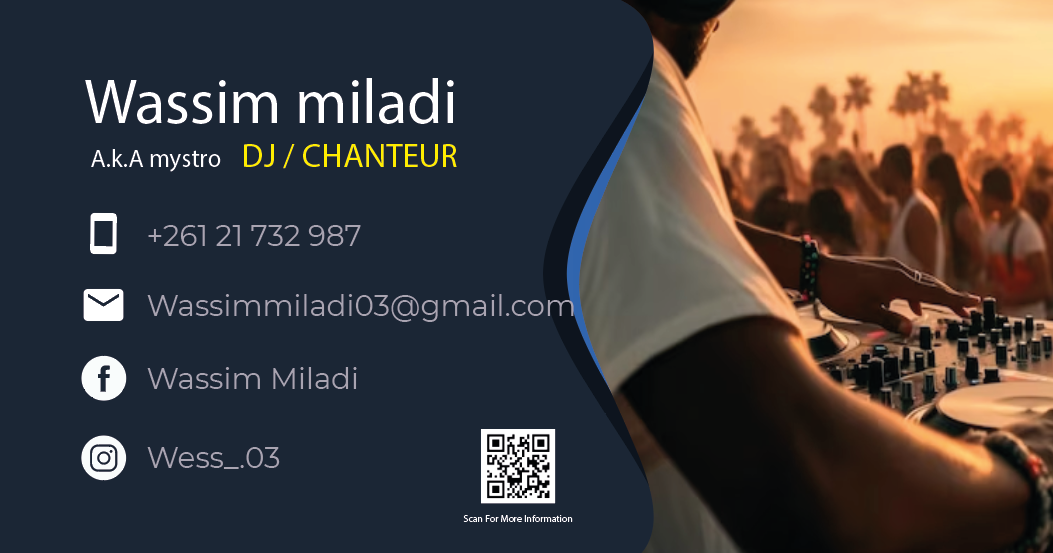 Wassim miladi
A.k.A mystro DJ / CHANTEUR
+261 21 732 987
Wassimmiladi03@gmail.com
Wassim Miladi
Wess_.03
Scan For More Information